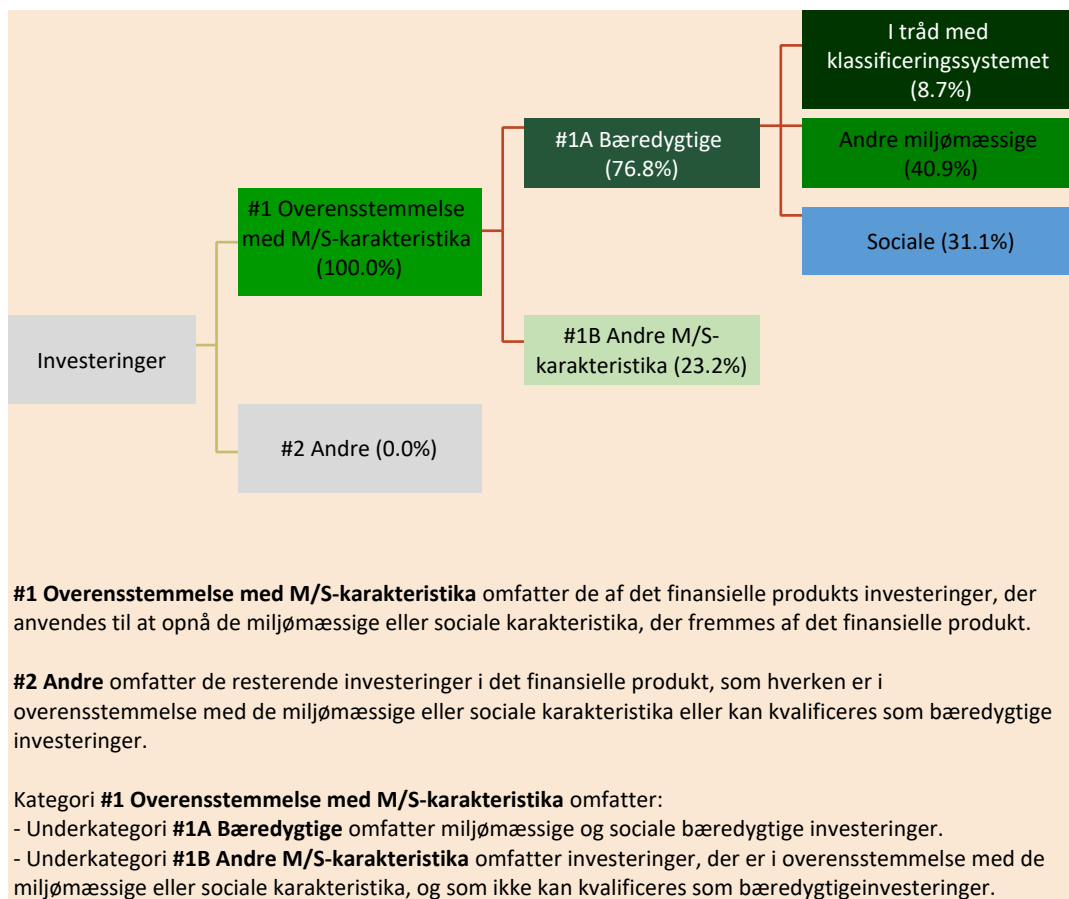 I tråd med
klassificeringssystemet
(8.7%)
#1A Bæredygtige
(76.8%)
Andre miljømæssige
(40.9%)
#1 Overensstemmelse
med M/S-karakteristika
(100.0%)
Sociale (31.1%)
Investeringer
#1B Andre M/S-
karakteristika (23.2%)
#2 Andre (0.0%)
#1 Overensstemmelse med M/S-karakteristika omfatter de af det finansielle produkts investeringer, der
anvendes til at opnå de miljømæssige eller sociale karakteristika, der fremmes af det finansielle produkt.
#2 Andre omfatter de resterende investeringer i det finansielle produkt, som hverken er i
overensstemmelse med de miljømæssige eller sociale karakteristika eller kan kvalificeres som bæredygtige
investeringer.
Kategori #1 Overensstemmelse med M/S-karakteristika omfatter:
- Underkategori #1A Bæredygtige omfatter miljømæssige og sociale bæredygtige investeringer.
- Underkategori #1B Andre M/S-karakteristika omfatter investeringer, der er i overensstemmelse med de
miljømæssige eller sociale karakteristika, og som ikke kan kvalificeres som bæredygtigeinvesteringer.